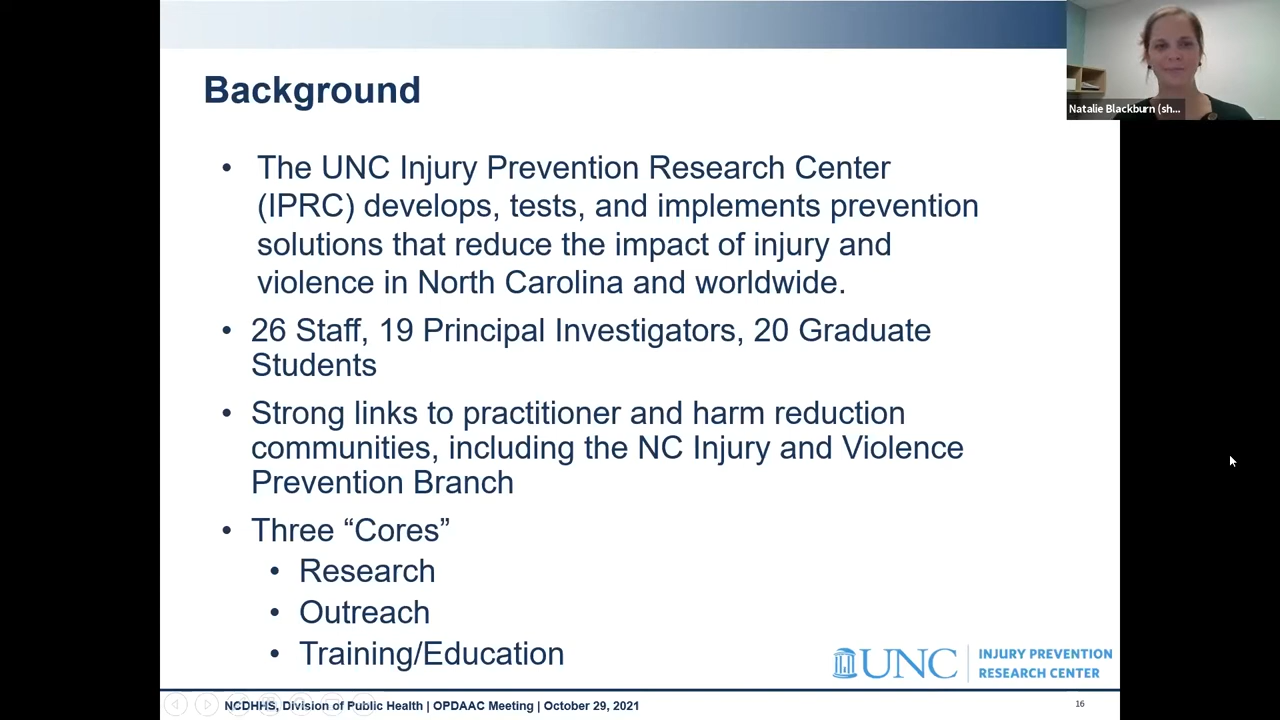 Background
• The UNC Injury Prevention Research Center
(IPRC) develops, tests, and implements prevention
solutions that reduce the impact of injury and
violence in North Carolina and worldwide.
• 26 Staff, 19 Principal Investigators, 20 Graduate
Students
• Strong links to practitioner and harm reduction
communities, including the NC Injury and Violence
Prevention Branch
• Three “Cores”
• Research
• Outreach
• Training/Education
UNC INJURY PREVENTION
RESEARCH CENTER
NCDHHS, Division of Public Health | OPDAAC Meeting | October 29, 2021
16
Natalie Blackburn (sh...